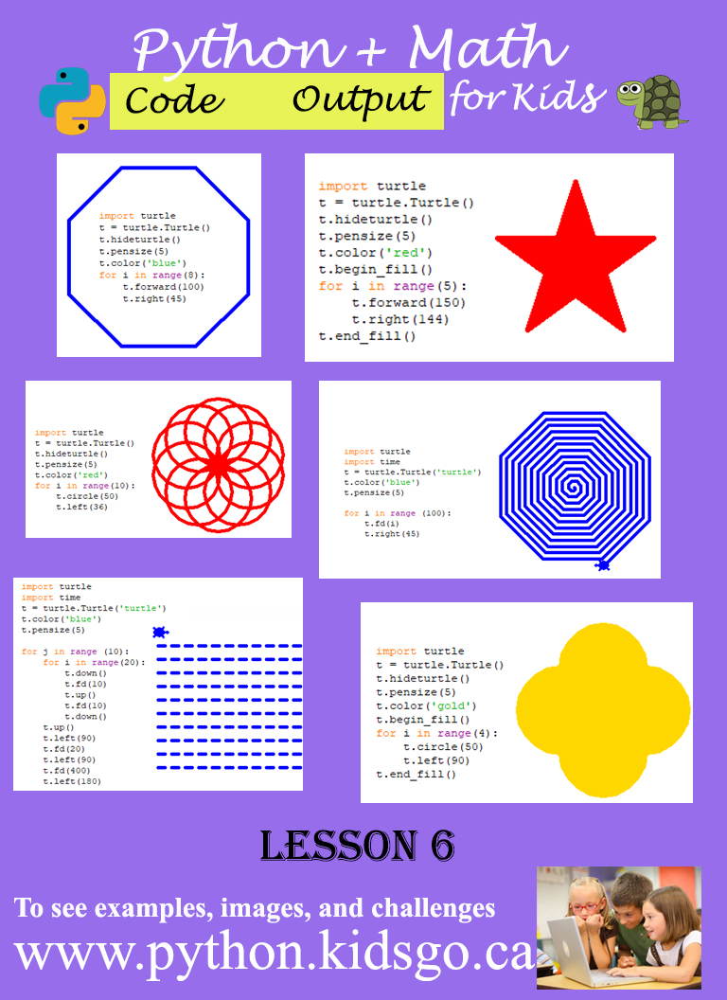 Python + Math
Code Output for Kids
import turtle
t = turtle.Turtle()
t.hideturtle()
t.pensize(5)
t.color('blue')
for i in range(8):
    t.forward(100)
    t.right(45)
import turtle
t = turtle.Turtle()
t.hideturtle()
t.pensize(5)
t.color('red')
t.begin_fill()
for i in range(5):
    t.forward(150)
    t.right(144)
t.end_fill()
import turtle
t = turtle.Turtle()
t.hideturtle()
t.pensize(5)
t.color('red')
for i in range(10):
    t.circle(50)
    t.left(36)
import turtle
import time
t = turtle.Turtle('turtle')
t.color('blue')
t.pensize(5)
for i in range (100):
    t.fd(i)
    t.right(45)
import turtle
import time
t = turtle.Turtle('turtle')
t.color('blue')
t.pensize(5)
for j in range (10):
    for i in range(20):
        t.down()
        t.fd(10)
        t.up()
        t.fd(10)
        t.down()
    t.up()
    t.left(90)
    t.fd(20)
    t.left(90)
    t.fd(400)
    t.left(180)
import turtle
t = turtle.Turtle()
t.hideturtle()
t.pensize(5)
t.color('gold')
t.begin_fill()
for i in range(4):
    t.circle(50)
    t.left(90)
t.end_fill()
LESSON 6
To see examples, images, and challenges
www.python.kidsgo.ca